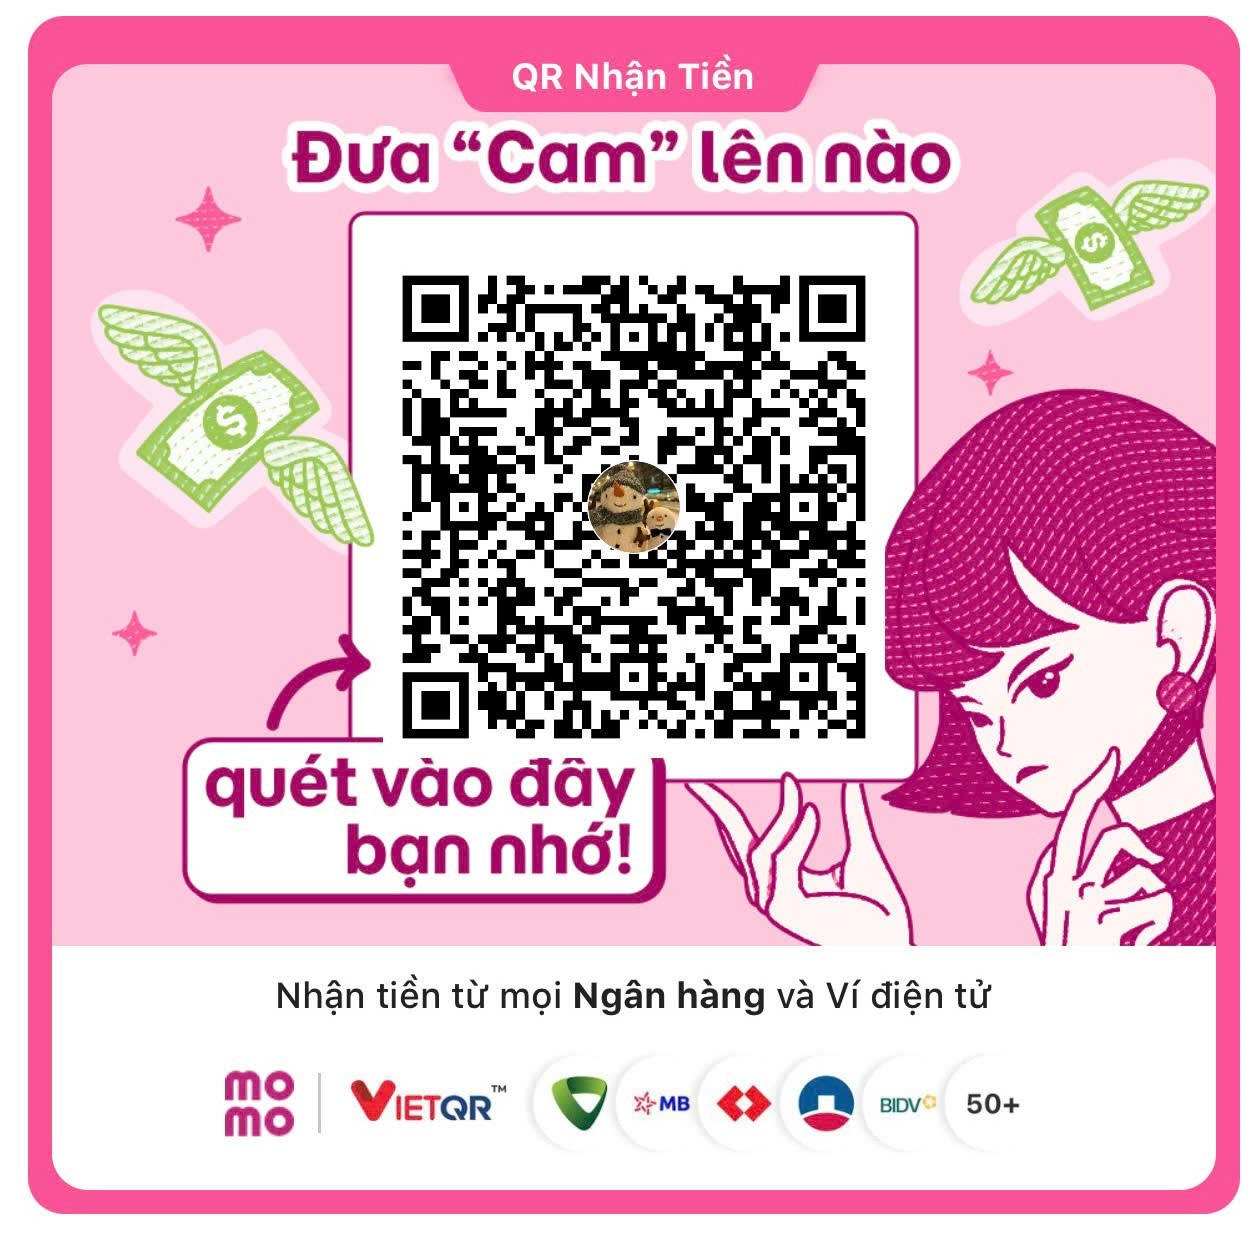 QR Nhận Tiền
Đưa “Cam” lên nào
$
$
quét vào đây
bạn nhớ!
Nhận tiền từ mọi Ngân hàng và Ví điện tử
mo
mo
VIETQR™
MB
BIDV
50+